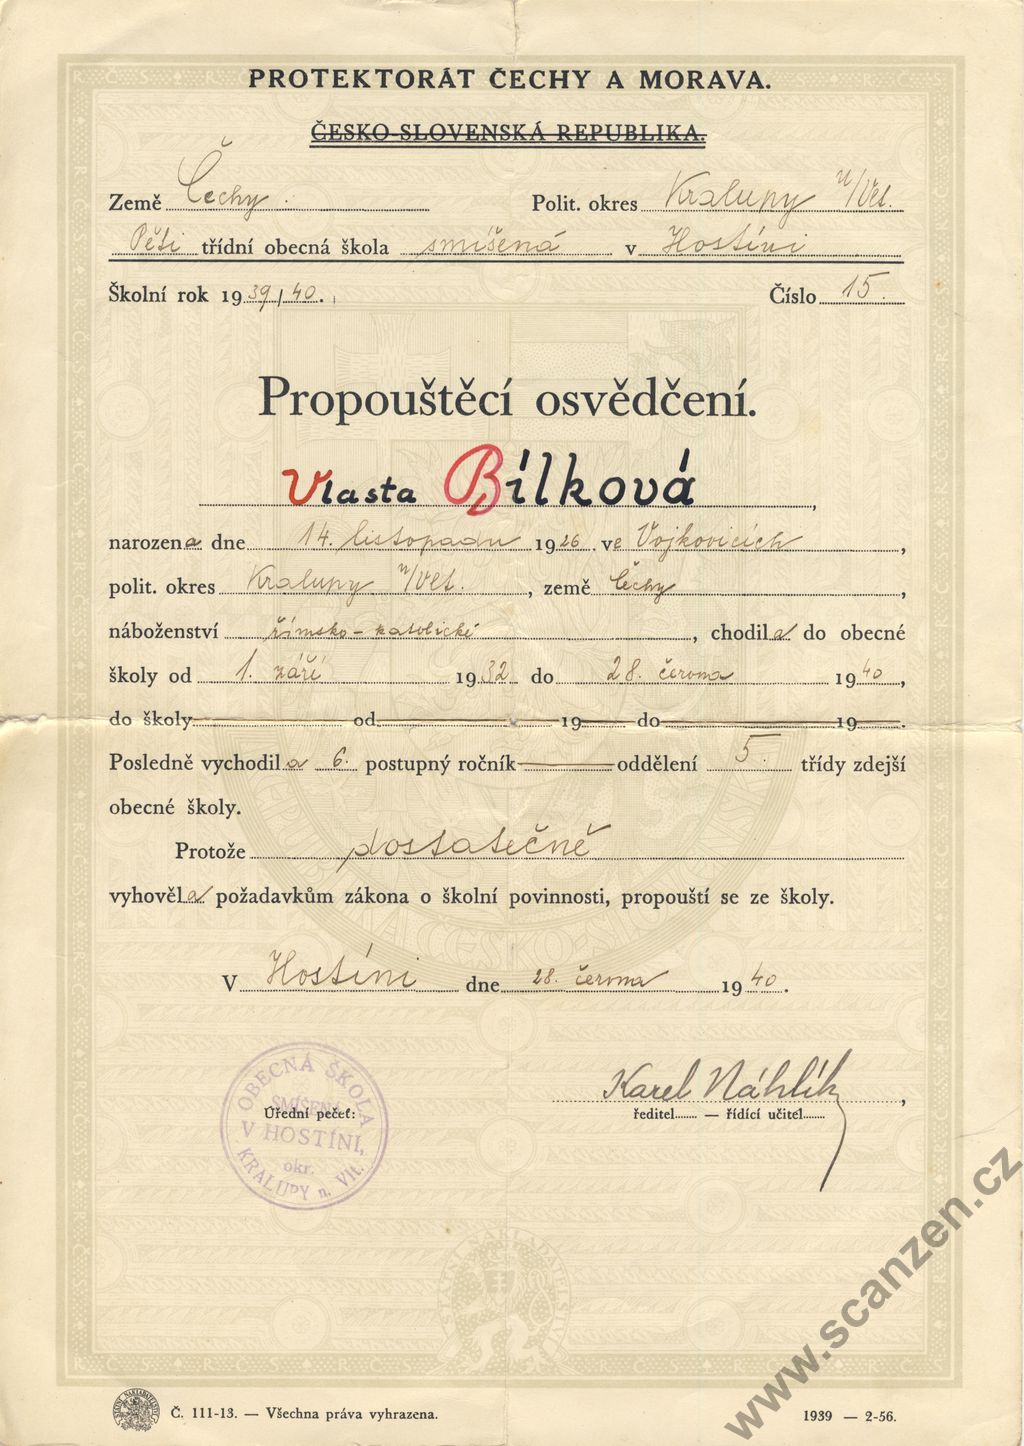 PROTEKTORÁT ČECHY A MORAVA.
ČESKO-SLOVENSKÁ REPUBLIKA.
Země Čechy. Polit. okres Kralupy n/Vlt.
Pěti třídní obecná škola smíšená v Hostíni
Školní rok 1939/40. Číslo 15.
Propouštěcí osvědčení.
Vlasta Bílková,
narozena dne 14. listopadu 1926 ve Vojkovicích,
polit. okres Kralupy n/Vlt., země Čechy,
náboženství římsko-katolické, chodila do obecné
školy od 1. září 1932 do 28. června 1940,
do školy od 19 do 19.
Posledně vychodila 6. postupný ročník oddělení 5. třídy zdejší
obecné školy.
Protože dostatečně
vyhověla požadavkům zákona o školní povinnosti, propouští se ze školy.
V Hostíni dne 28. června 1940.
OBECNÁ ŠKOLA
SMÍŠENÁ
V HOSTÍNI,
okr.
KRALUPY n. Vlt.
Úřední pečeť:
Karel Náhlík,
ředitel — řídící učitel
Č. 111-13. — Všechna práva vyhrazena.
1939 — 2-56.
www.scanzen.cz